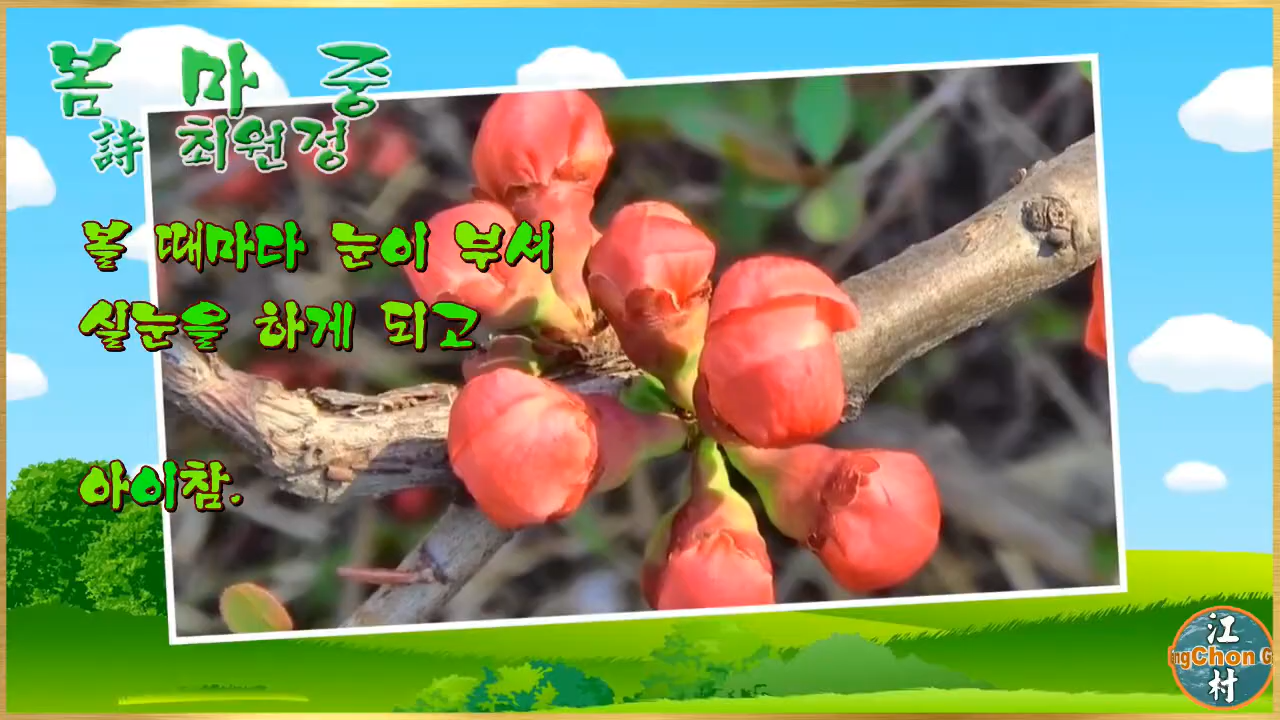 봄 마 중
詩 최원정
볼 때마다 눈이 부셔
실눈을 하게 되고
아이참.
江
ngChon G
村